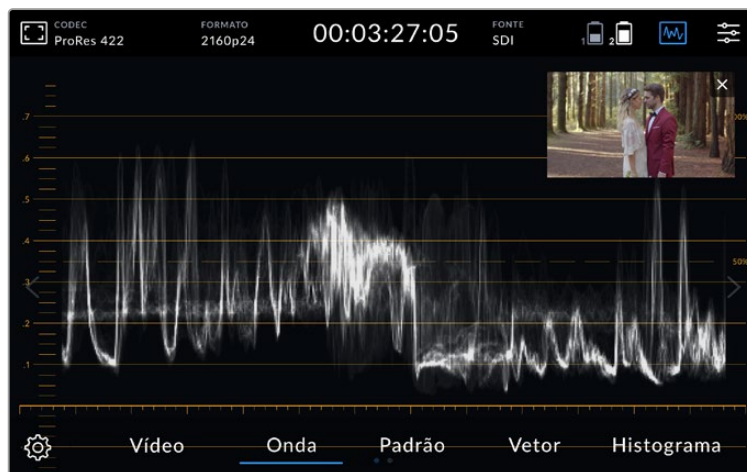 CODEC
ProRes 422
FORMATO
2160p24
00:03:27:05
FONTE
SDI
1
2
.7
.6
.5
.4
50%
.3
.2
.1
Vídeo
Onda
Padrão
Vetor
Histograma